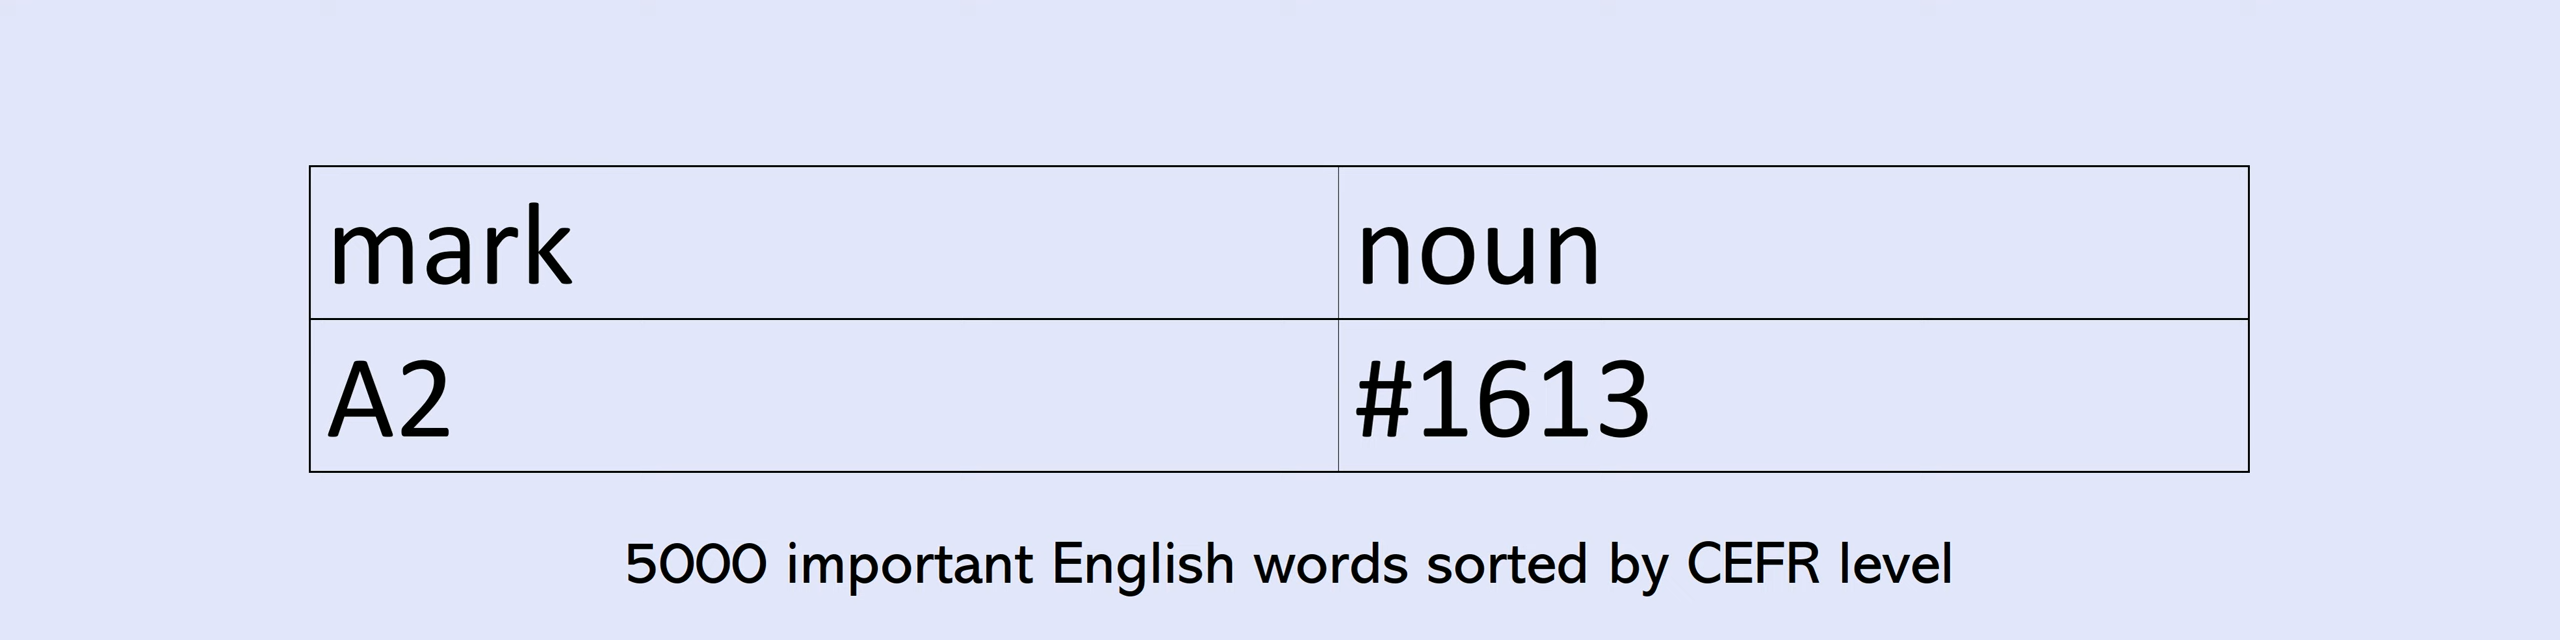 mark noun
A2 #1613
5000 important English words sorted by CEFR level